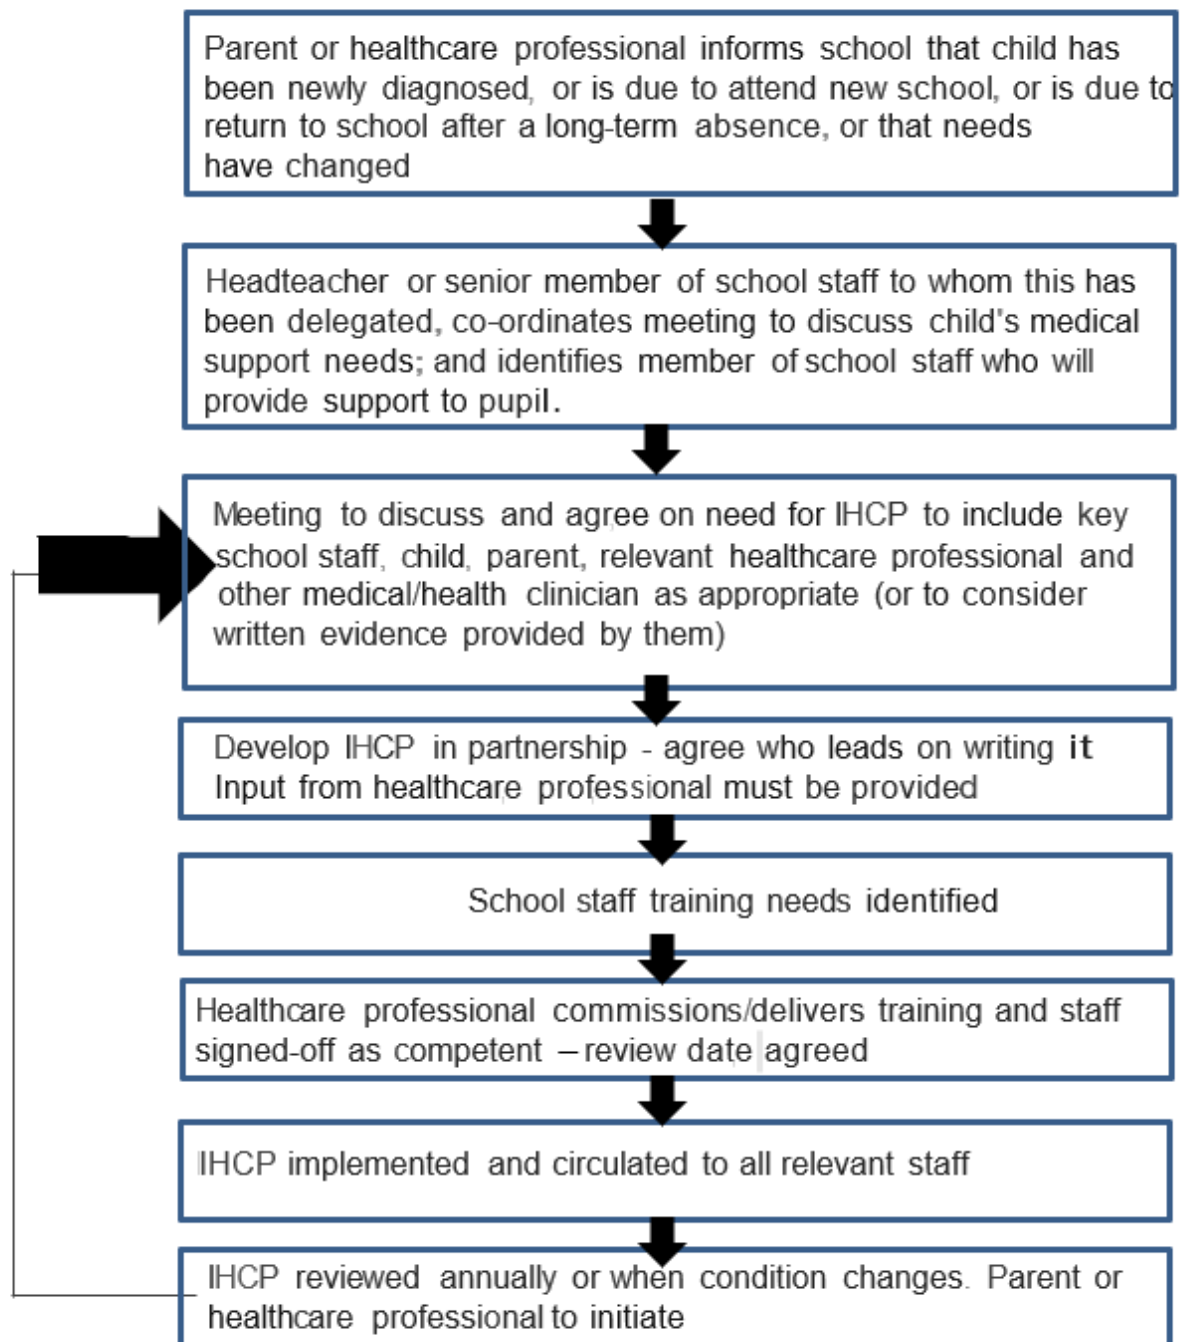 Parent or healthcare professional informs school that child has
been newly diagnosed, or is due to attend new school, or is due to
return to school after a long-term absence, or that needs
have changed
Headteacher or senior member of school staff to whom this has
been delegated, co-ordinates meeting to discuss child's medical
support needs; and identifies member of school staff who will
provide support to pupil.
Meeting to discuss and agree on need for IHCP to include key
school staff, child, parent, relevant healthcare professional and
other medical/health clinician as appropriate (or to consider
written evidence provided by them)
Develop IHCP in partnership - agree who leads on writing it
Input from healthcare professional must be provided
School staff training needs identified
Healthcare professional commissions/delivers training and staff
signed-off as competent – review date agreed
IHCP implemented and circulated to all relevant staff
IHCP reviewed annually or when condition changes. Parent or
healthcare professional to initiate